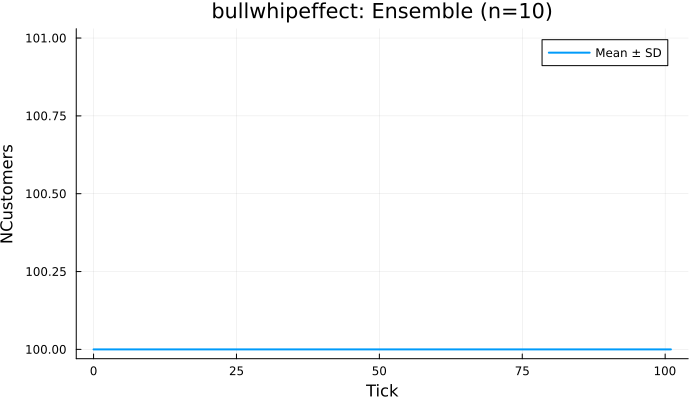 bullwhipeffect: Ensemble (n=10)
Mean ± SD
NCustomers
101.00
100.75
100.50
100.25
100.00
0 25 50 75 100
Tick